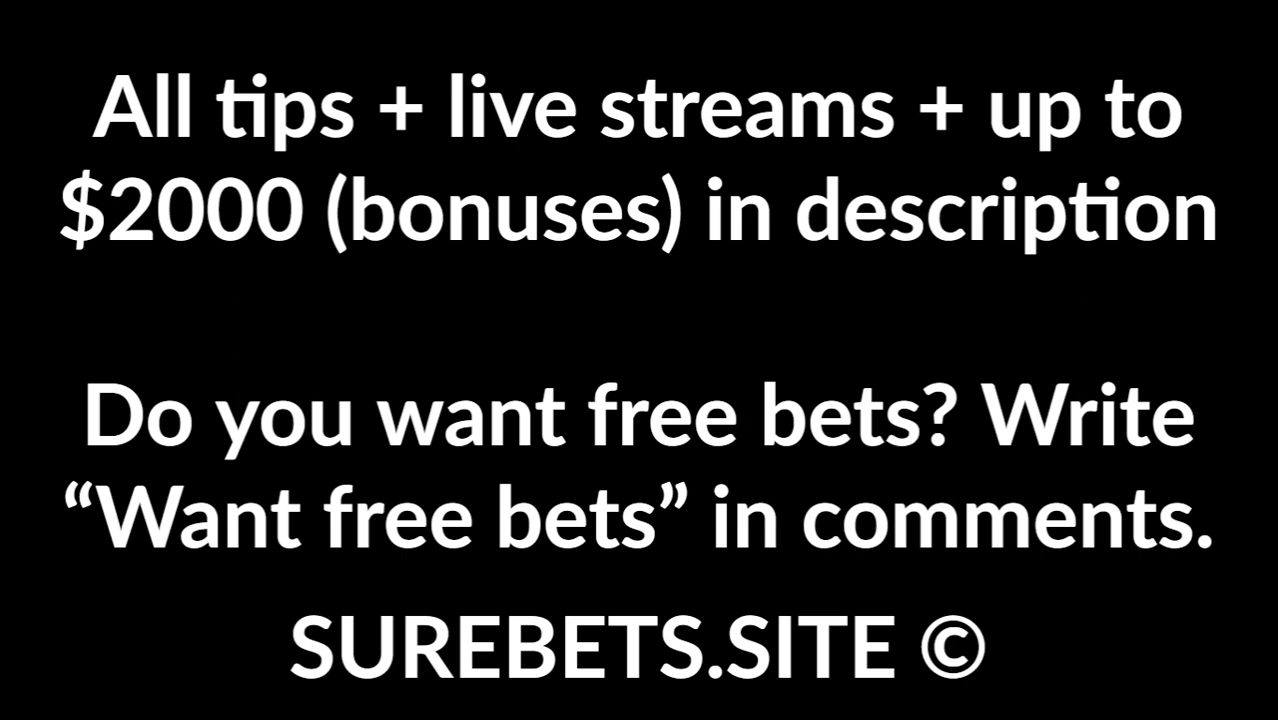 All tips + live streams + up to
$2000 (bonuses) in description
Do you want free bets? Write
“Want free bets” in comments.
SUREBETS.SITE ©